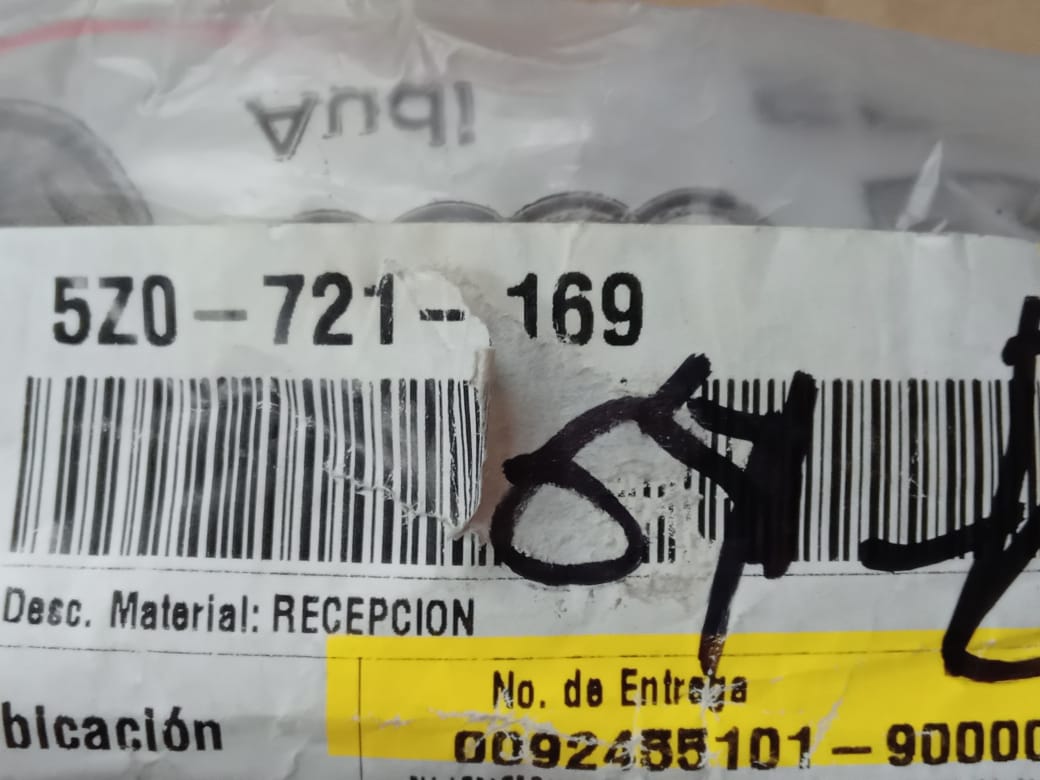 Audi
5Z0-721-169
Desc. Material: RECEPCION
No. de Entrega
bicación
0092455101-90000